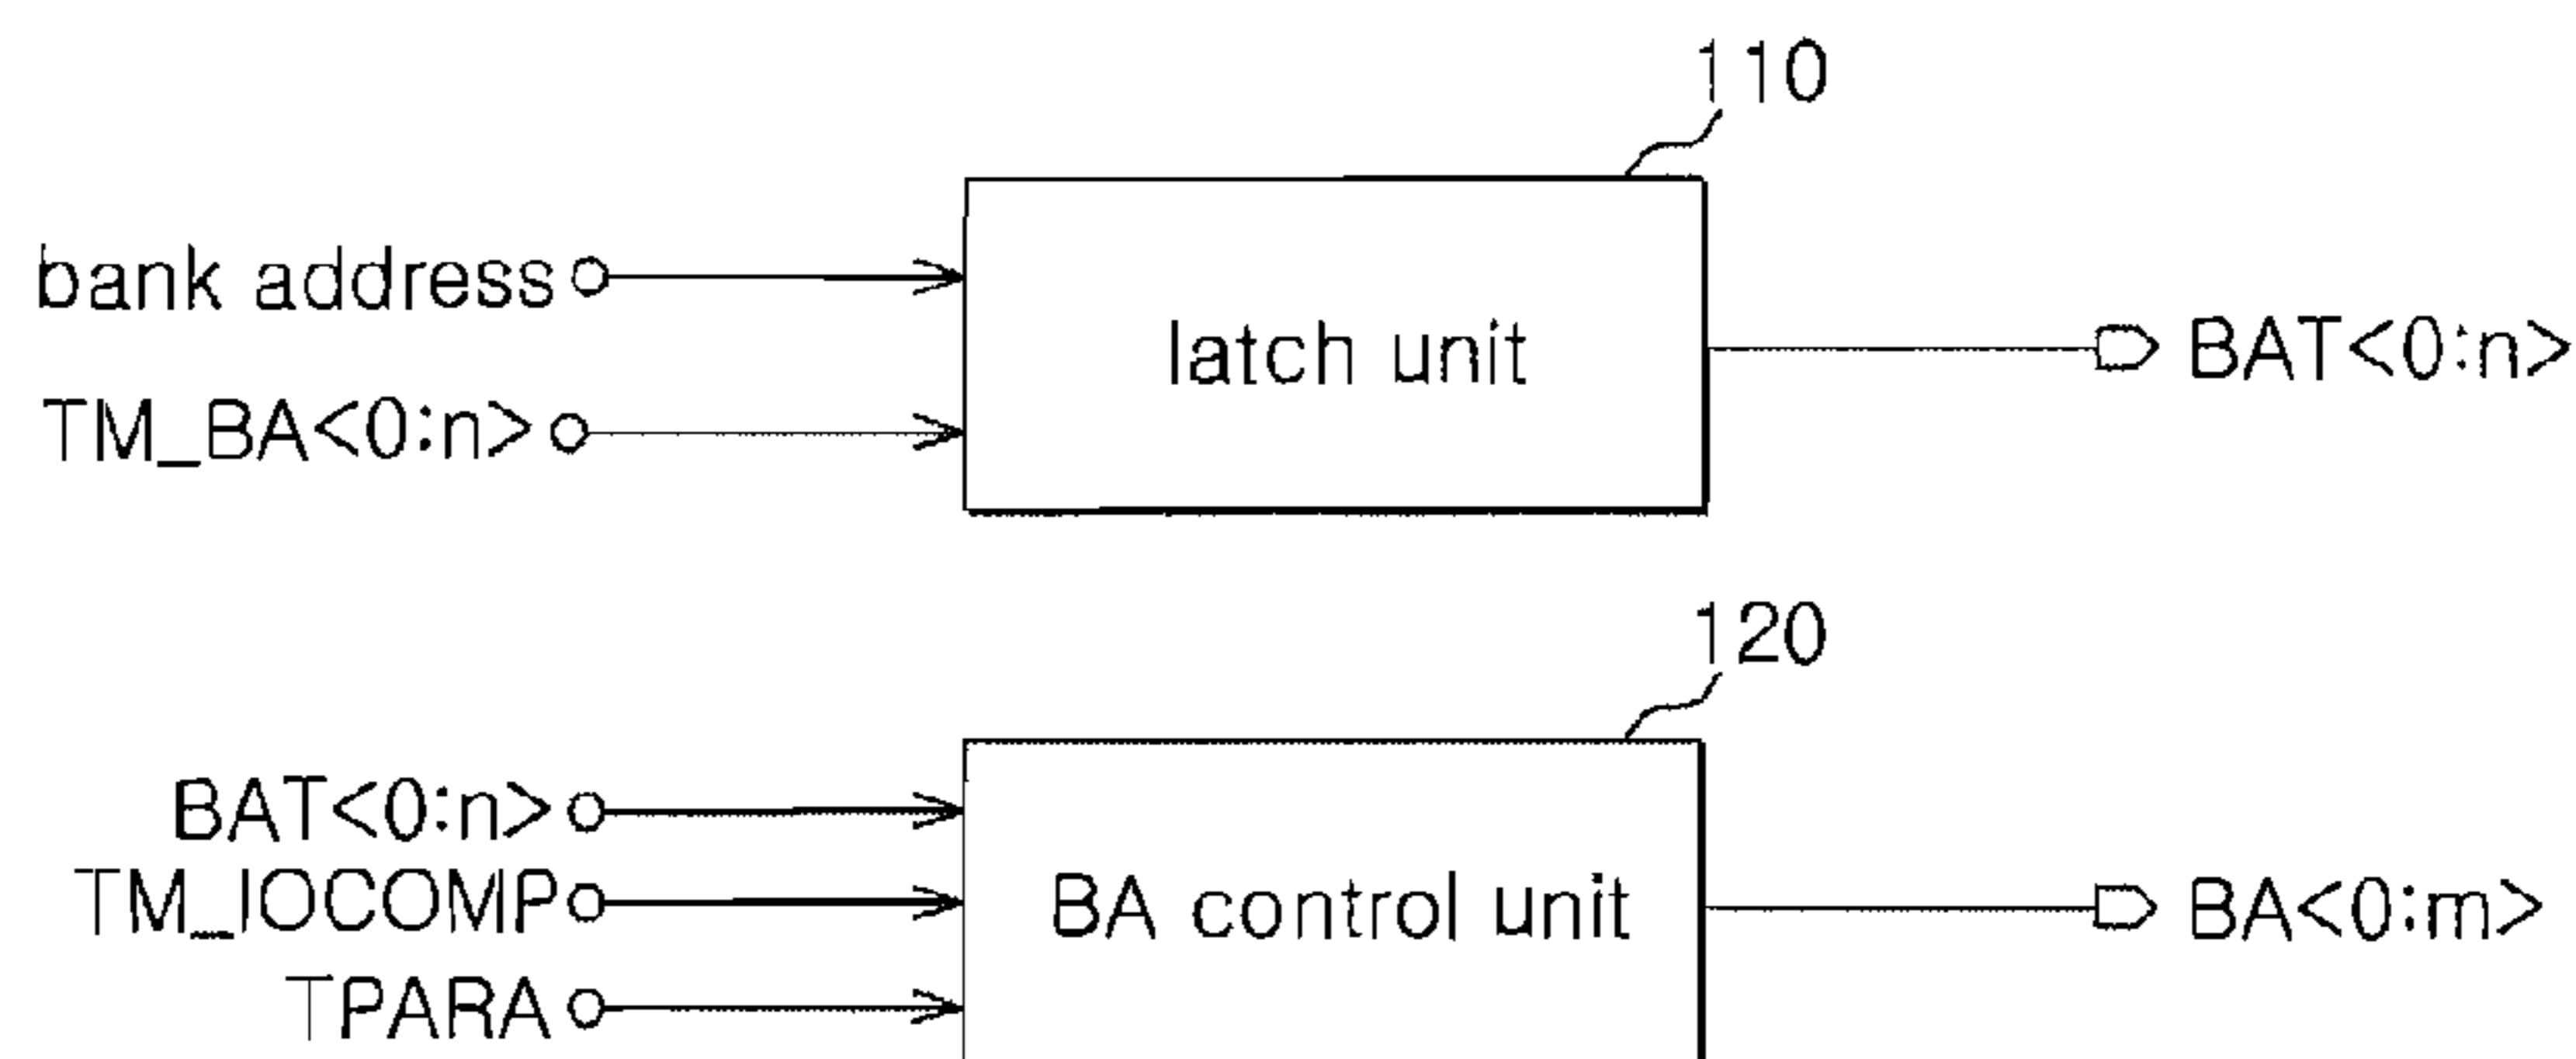 110
bank address
latch unit
BAT<0:n>
TM_BA<0:n>
120
BAT<0:n>
TM_IOCOMP
BA control unit
BA<0:m>
TPARA